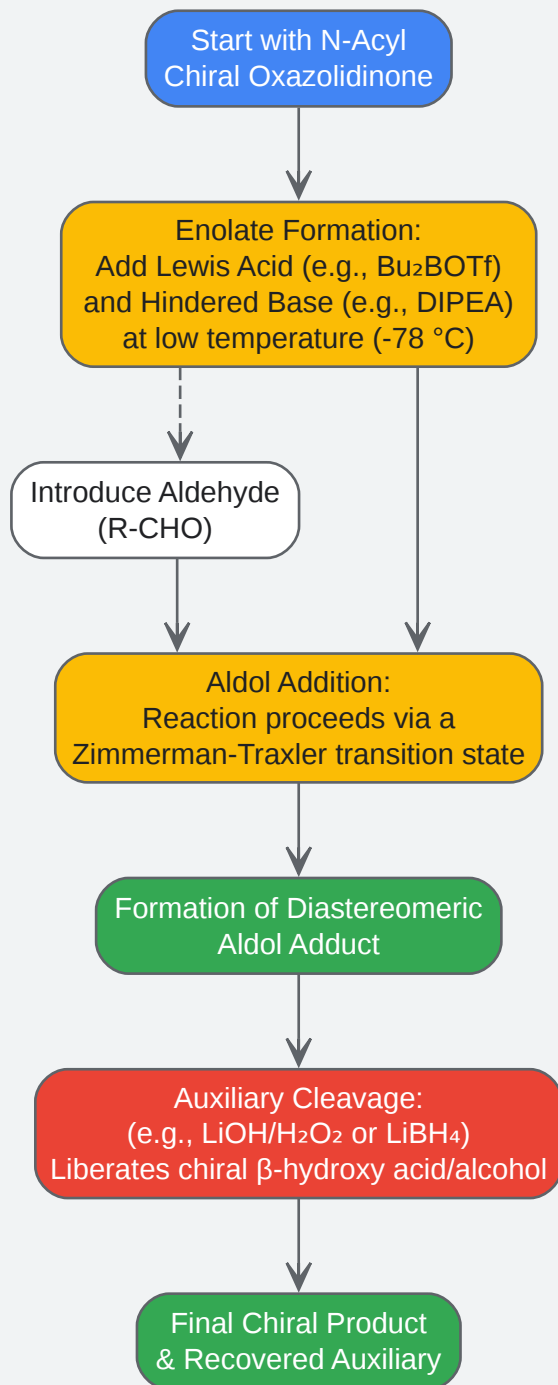 Start with N-Acyl
Chiral Oxazolidinone
Enolate Formation:
Add Lewis Acid (e.g., Bu₂BOTf)
and Hindered Base (e.g., DIPEA)
at low temperature (-78 °C)
Introduce Aldehyde
(R-CHO)
Aldol Addition:
Reaction proceeds via a
Zimmerman-Traxler transition state
Formation of Diastereomeric
Aldol Adduct
Auxiliary Cleavage:
(e.g., LiOH/H₂O₂ or LiBH₄)
Liberates chiral β-hydroxy acid/alcohol
Final Chiral Product
& Recovered Auxiliary